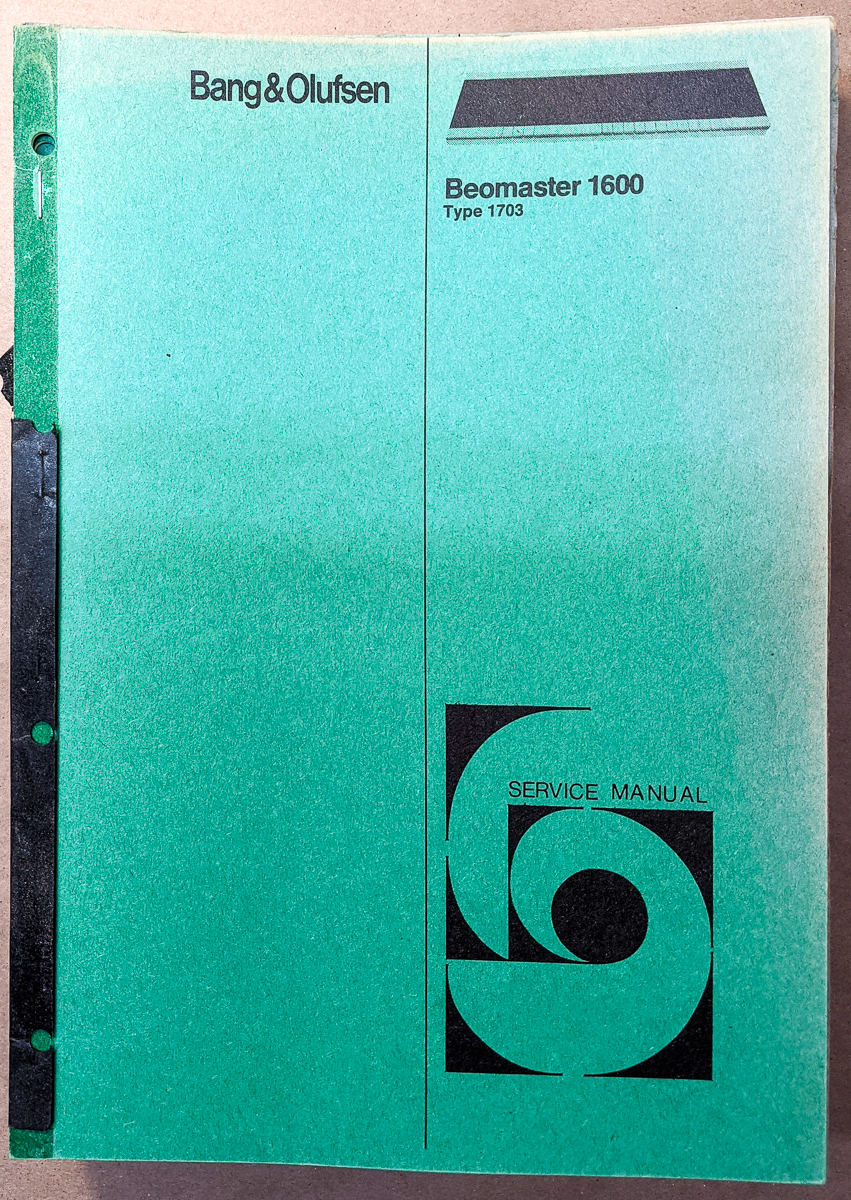 Bang&Olufsen
Beomaster 1600
Type 1703
SERVICE MANUAL